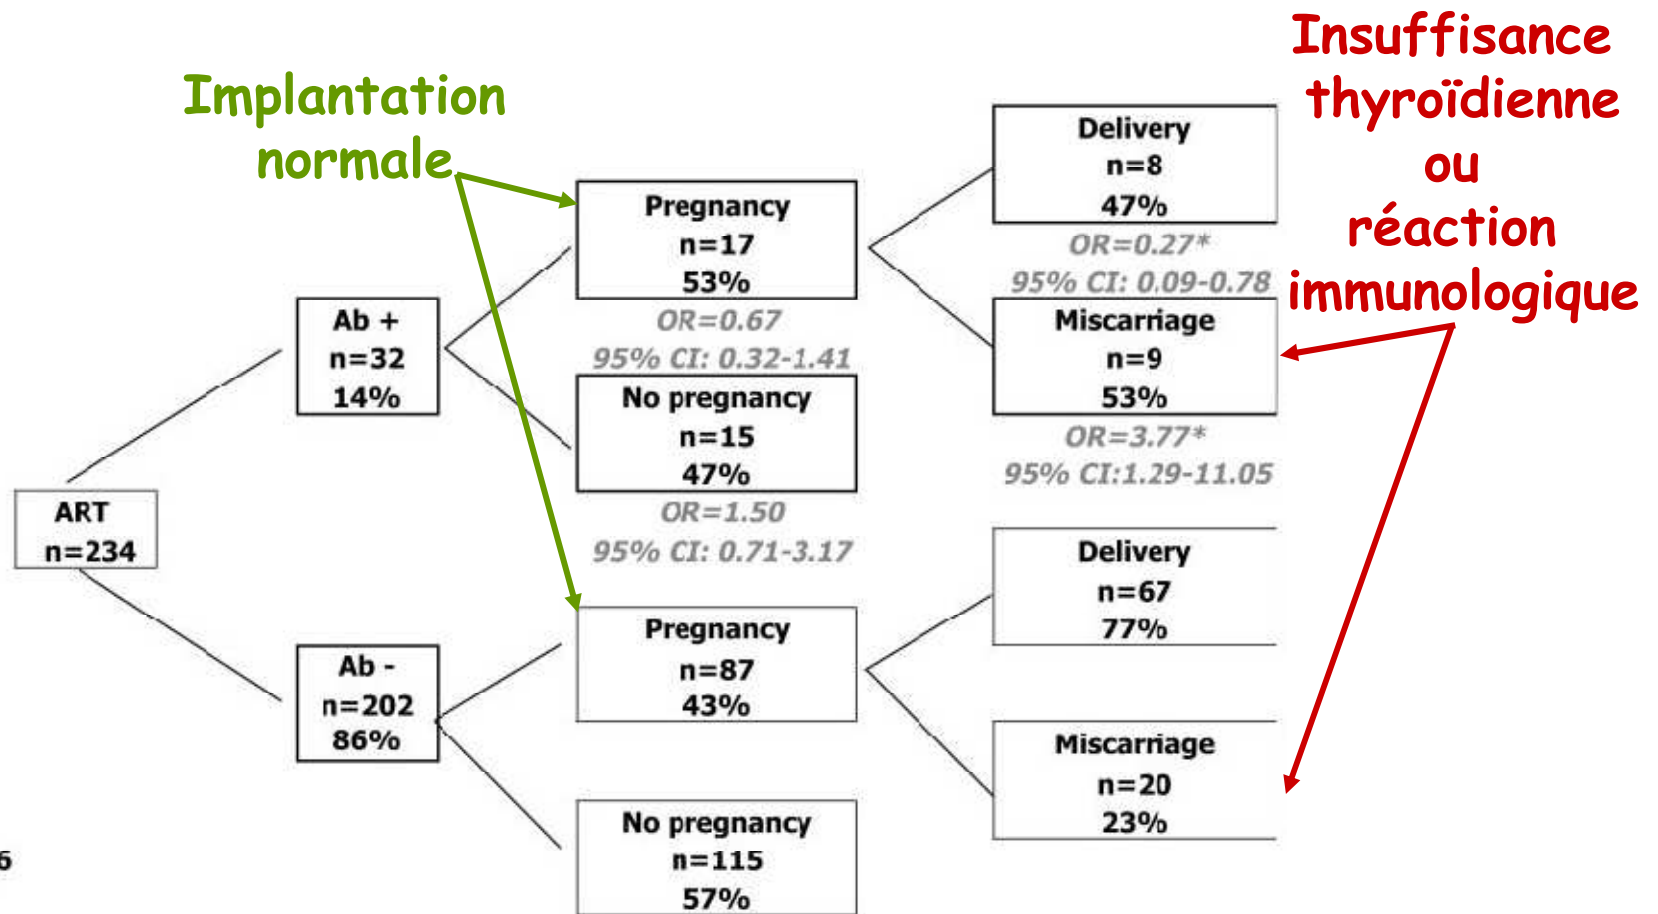 Insuffisance
thyroïdienne
ou
réaction
immunologique
Implantation
normale
Delivery
n=8
47%
OR=0.27*
95% CI: 0.09-0.78
Pregnancy
n=17
53%
OR=0.67
95% CI: 0.32-1.41
Ab +
n=32
14%
Miscarriage
n=9
53%
OR=3.77*
95% CI:1.29-11.05
No pregnancy
n=15
47%
OR=1.50
95% CI: 0.71-3.17
ART
n=234
Delivery
n=67
77%
Pregnancy
n=87
43%
Ab -
n=202
86%
Miscarriage
n=20
23%
No pregnancy
n=115
57%
6